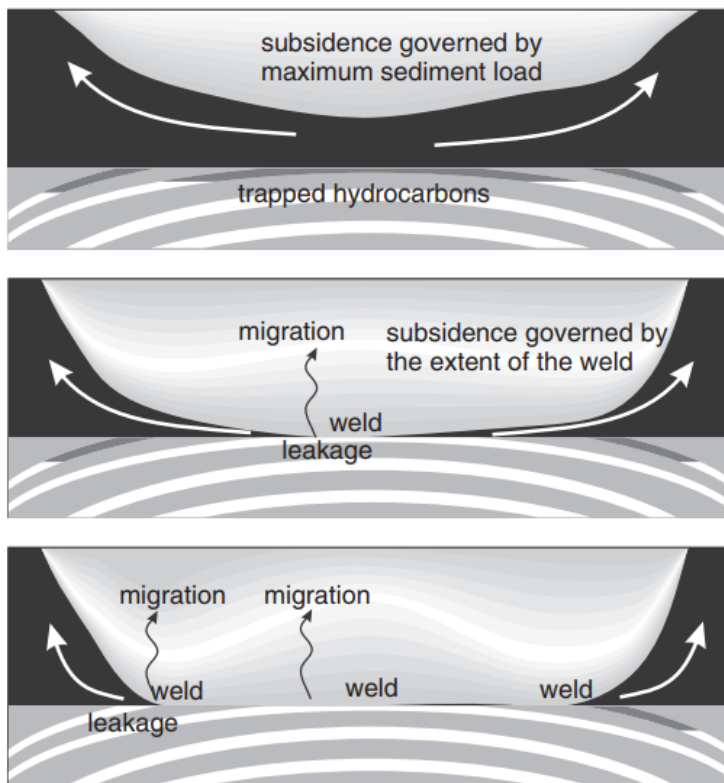 subsidence governed by
maximum sediment load
trapped hydrocarbons
migration
subsidence governed by
the extent of the weld
weld
leakage
migration
migration
weld
weld
weld
leakage